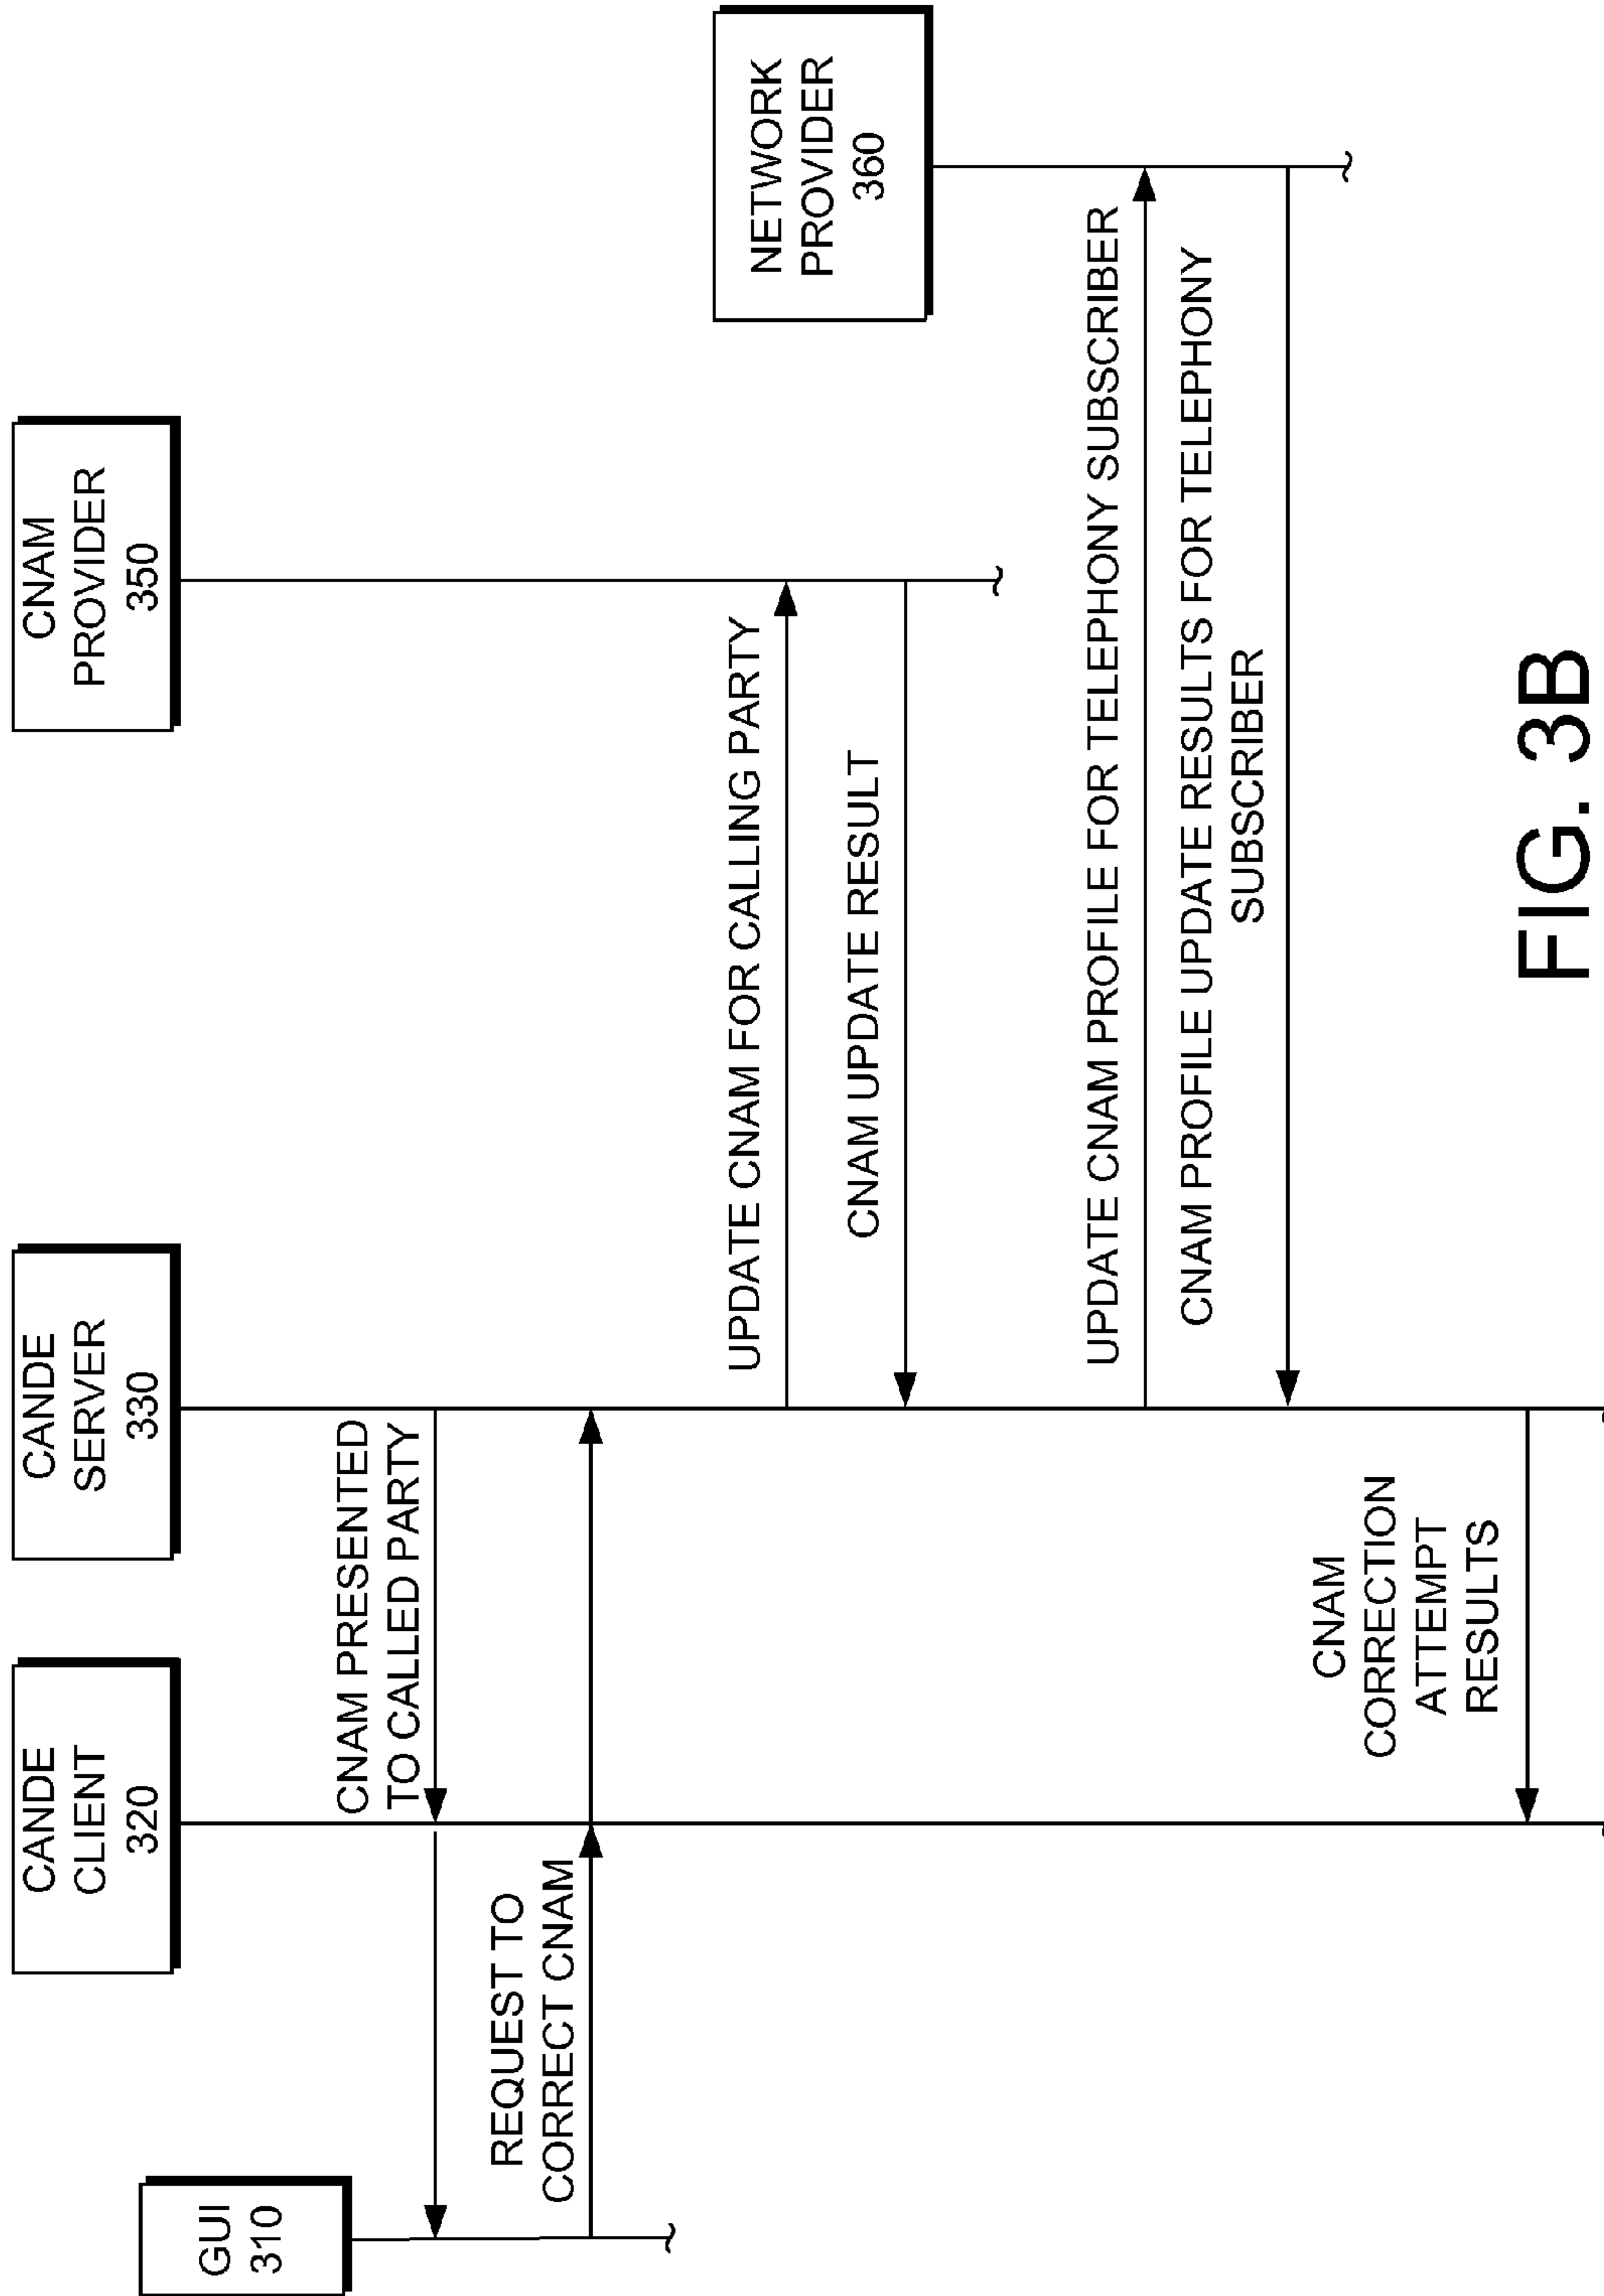 GUI
310
CANDE
CLIENT
320
CANDE
SERVER
330
CNAM
PROVIDER
350
NETWORK
PROVIDER
360
CNAM PRESENTED
TO CALLED PARTY
REQUEST TO
CORRECT CNAM
UPDATE CNAM FOR CALLING PARTY
CNAM UPDATE RESULT
UPDATE CNAM PROFILE FOR TELEPHONY SUBSCRIBER
CNAM PROFILE UPDATE RESULTS FOR TELEPHONY
SUBSCRIBER
CNAM
CORRECTION
ATTEMPT
RESULTS
FIG. 3B